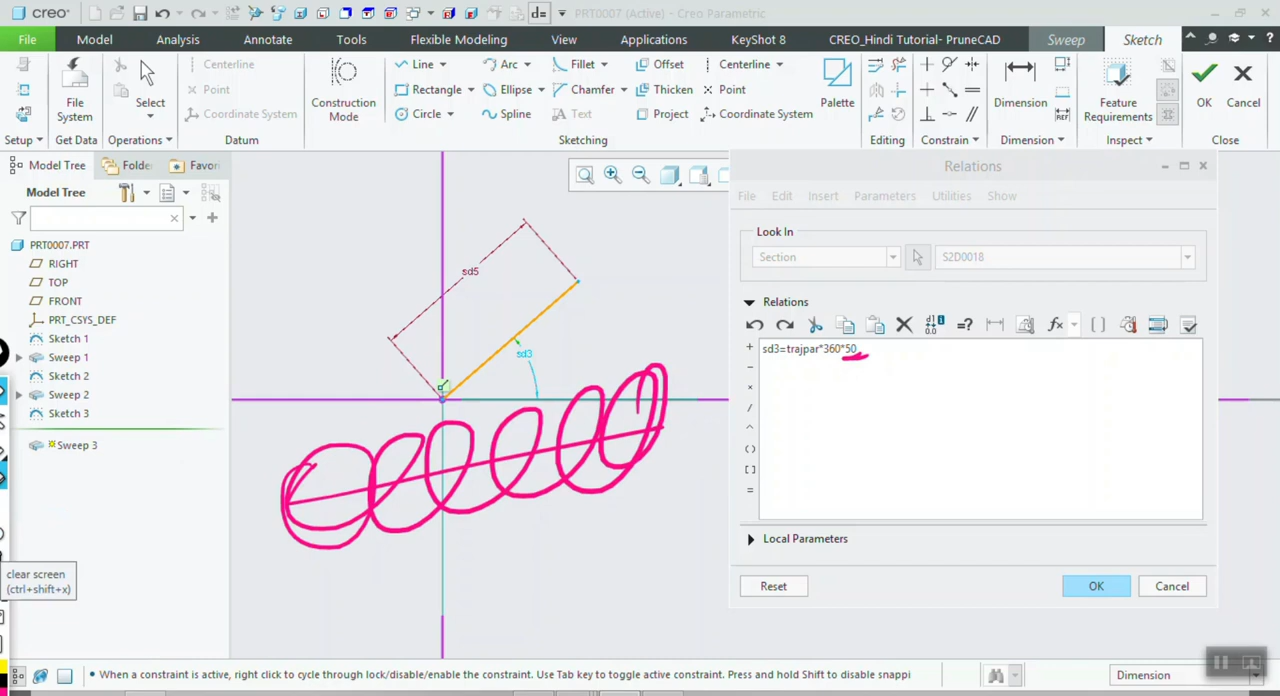 creo®
PRT0007 (Active) - Creo Parametric
File Model Analysis Annotate Tools Flexible Modeling View Applications KeyShot 8 CREO_Hindi Tutorial- PruneCAD Sweep Sketch
Centerline
Point
Coordinate System
File System
Select
Construction Mode
Line Arc Fillet Offset Centerline
Rectangle Ellipse Chamfer Thicken Point
Circle Spline Text Project Coordinate System
Palette
Dimension
REF
Feature Requirements
OK Cancel
Setup Get Data Operations Datum Sketching Editing Constrain Dimension Inspect Close
Model Tree Folder Favori
Model Tree
PRT0007.PRT
RIGHT
TOP
FRONT
PRT_CSYS_DEF
Sketch 1
Sweep 1
Sketch 2
Sweep 2
Sketch 3
Sweep 3
clear screen
(ctrl+shift+x)
sd5
sd3
Relations
File Edit Insert Parameters Utilities Show
Look In
Section S2D0018
Relations
sd3=trajpar*360*50
+
-
×
/
^
()
[]
=
Local Parameters
Reset OK Cancel
• When a constraint is active, right click to cycle through lock/disable/enable the constraint. Use Tab key to toggle active constraint. Press and hold Shift to disable snappi
Dimension